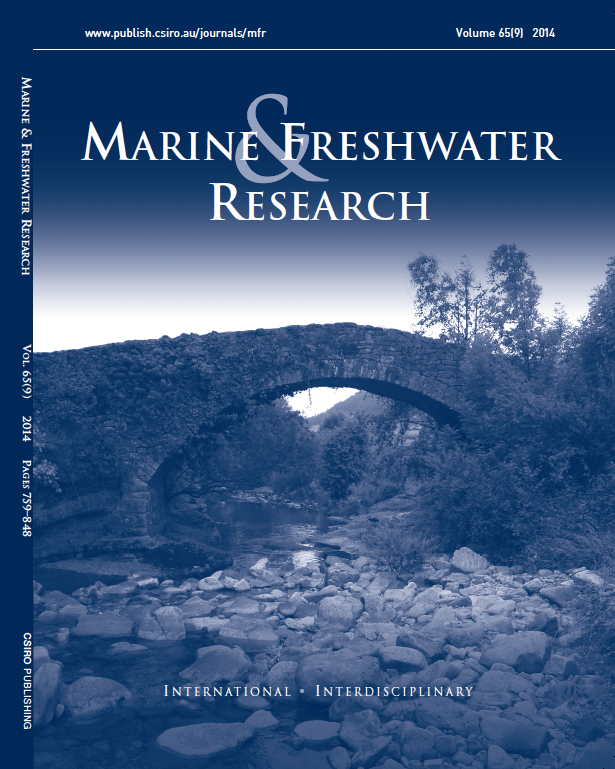 www.publish.csiro.au/journals/mfr
Volume 65(9) 2014
MARINE & FRESHWATER
RESEARCH
INTERNATIONAL • INTERDISCIPLINARY
MARINE & FRESHWATER RESEARCH
VOL. 65(9) 2014 PAGES 759–848
CSIRO PUBLISHING